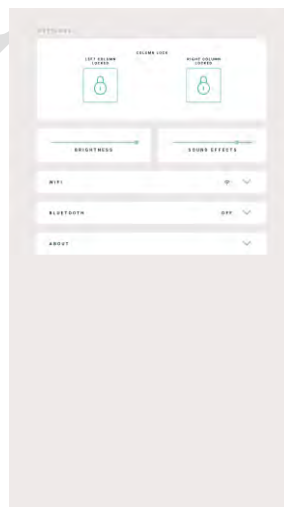 SETTINGS
COLUMN LOCK
LEFT COLUMN
LOCKED
RIGHT COLUMN
LOCKED
BRIGHTNESS
SOUND EFFECTS
WIFI
BLUETOOTH
OFF
ABOUT